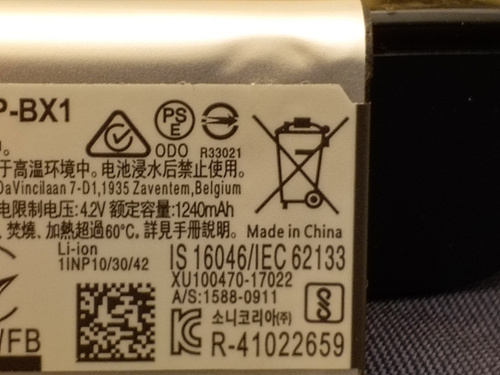 P-BX1
PS
E
ODO R33021
于高温环境中。电池浸水后禁止使用。
DaVincilaan 7-D1,1935 Zaventem,Belgium
电限制电压:4.2V 额定容量:1240mAh
焚燒、加熱超過60°C。詳見手冊說明。 Made in China
Li-ion
1INP10/30/42
IS 16046/IEC 62133
XU100470-17022
A/S:1588-0911
소니코리아(주)
/FB
R-41022659